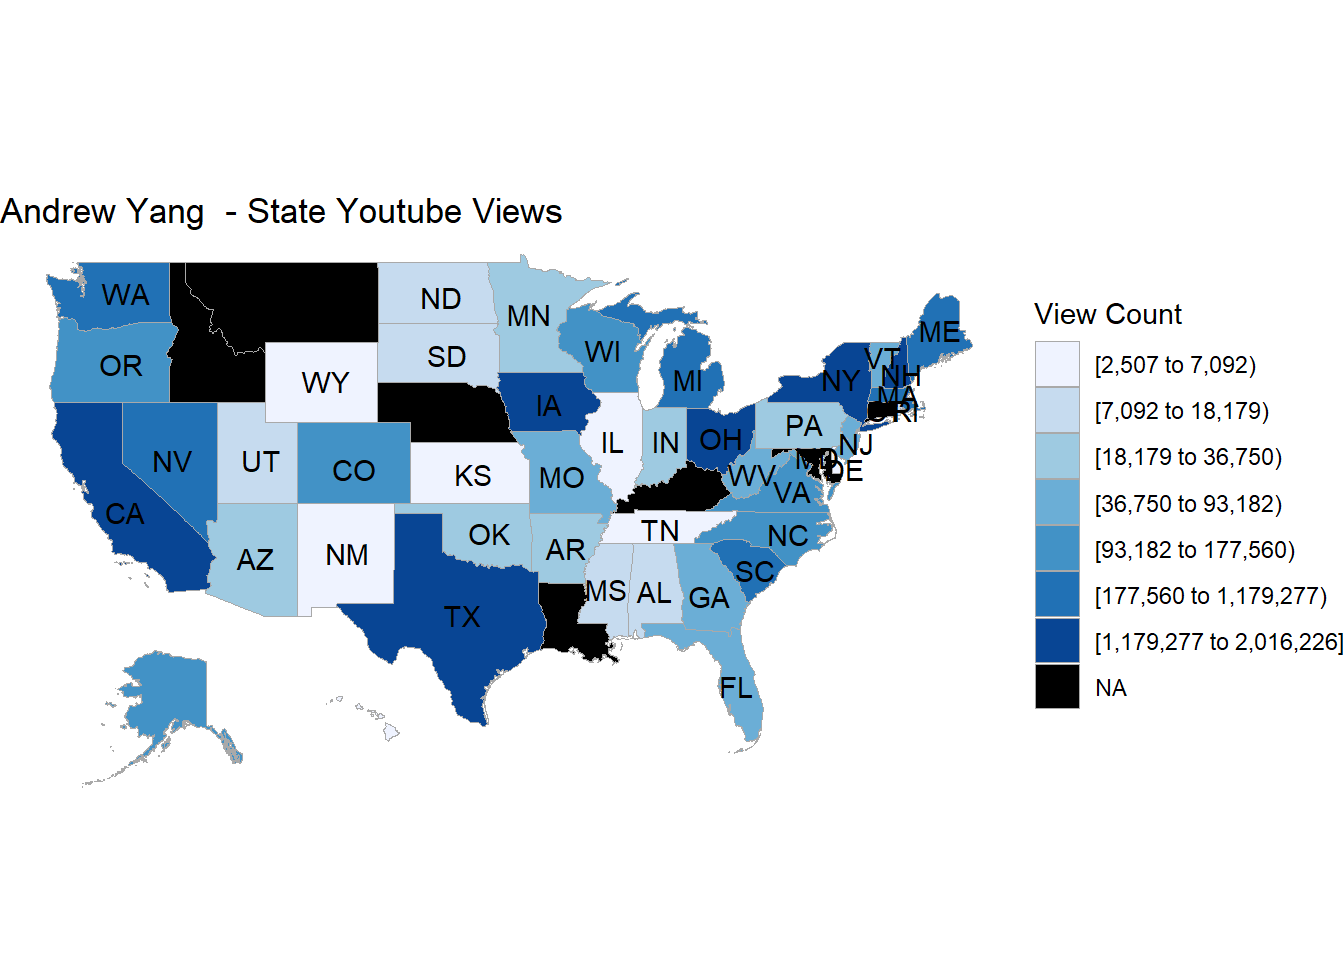 Andrew Yang  - State Youtube Views
WA
ND
MN
ME
OR
SD
WI
VT
WY
MI
NY
NH
IA
MA
RI
NV
UT
CO
KS
MO
IL
IN
OH
PA
NJ
WV
MD
DE
VA
CA
AZ
NM
OK
AR
TN
NC
TX
MS
AL
GA
SC
FL
View Count
[2,507 to 7,092)
[7,092 to 18,179)
[18,179 to 36,750)
[36,750 to 93,182)
[93,182 to 177,560)
[177,560 to 1,179,277)
[1,179,277 to 2,016,226]
NA